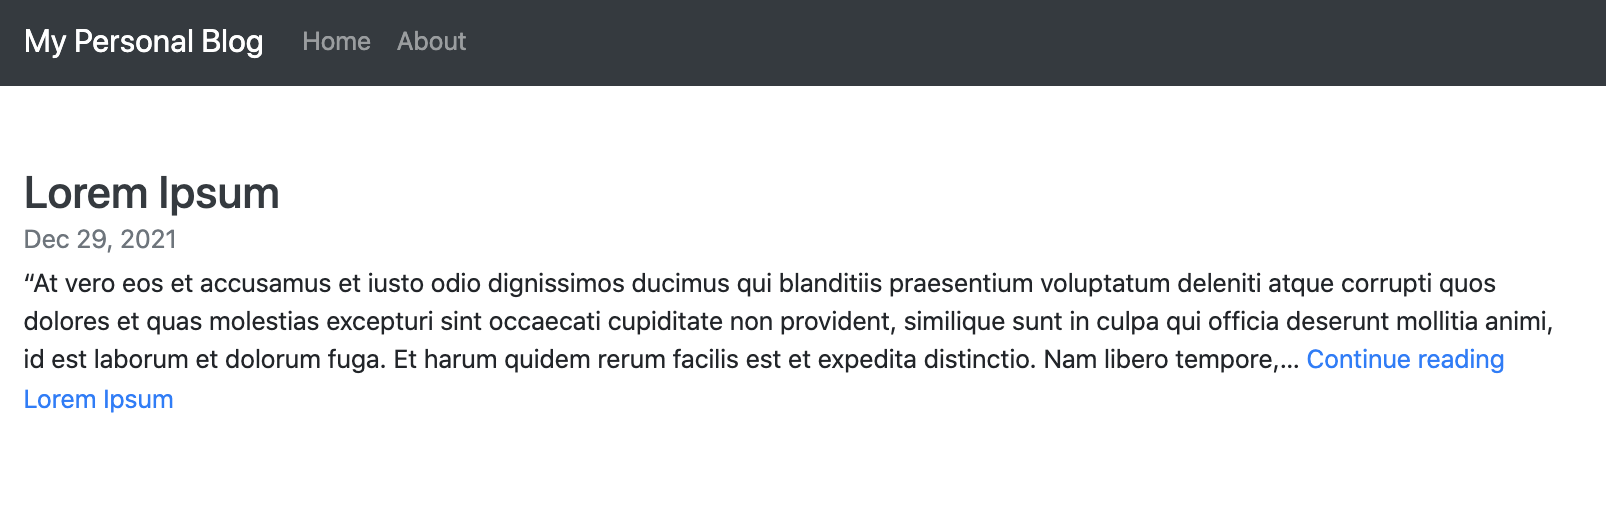 My Personal Blog Home About
Lorem Ipsum
Dec 29, 2021
“At vero eos et accusamus et iusto odio dignissimos ducimus qui blanditiis praesentium voluptatum deleniti atque corrupti quos
dolores et quas molestias excepturi sint occaecati cupiditate non provident, similique sunt in culpa qui officia deserunt mollitia animi,
id est laborum et dolorum fuga. Et harum quidem rerum facilis est et expedita distinctio. Nam libero tempore,... Continue reading
Lorem Ipsum